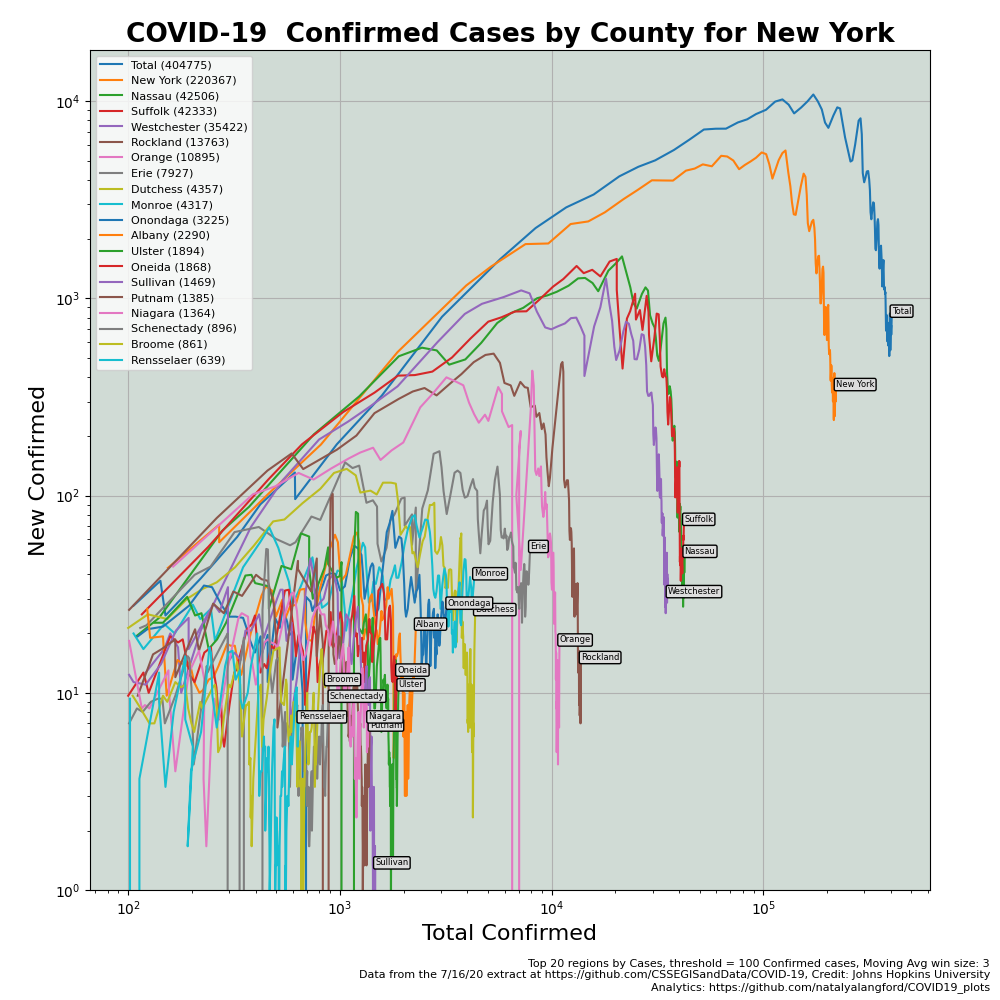 COVID-19  Confirmed Cases by County for New York
Total (404775)
New York (220367)
Nassau (42506)
Suffolk (42333)
Westchester (35422)
Rockland (13763)
Orange (10895)
Erie (7927)
Dutchess (4357)
Monroe (4317)
Onondaga (3225)
Albany (2290)
Ulster (1894)
Oneida (1868)
Sullivan (1469)
Putnam (1385)
Niagara (1364)
Schenectady (896)
Broome (861)
Rensselaer (639)
New Confirmed
10⁴
10³
10²
10¹
10⁰
Total
New York
Suffolk
Nassau
Erie
Monroe
Westchester
Onondaga
Albany
Orange
Rockland
Oneida
Broome
Ulster
Schenectady
Rensselaer
Niagara
Putnam
Sullivan
10²
10³
10⁴
10⁵
Total Confirmed
Top 20 regions by Cases, threshold = 100 Confirmed cases, Moving Avg win size: 3
Data from the 7/16/20 extract at https://github.com/CSSEGISandData/COVID-19, Credit: Johns Hopkins University
Analytics: https://github.com/natalyalangford/COVID19_plots